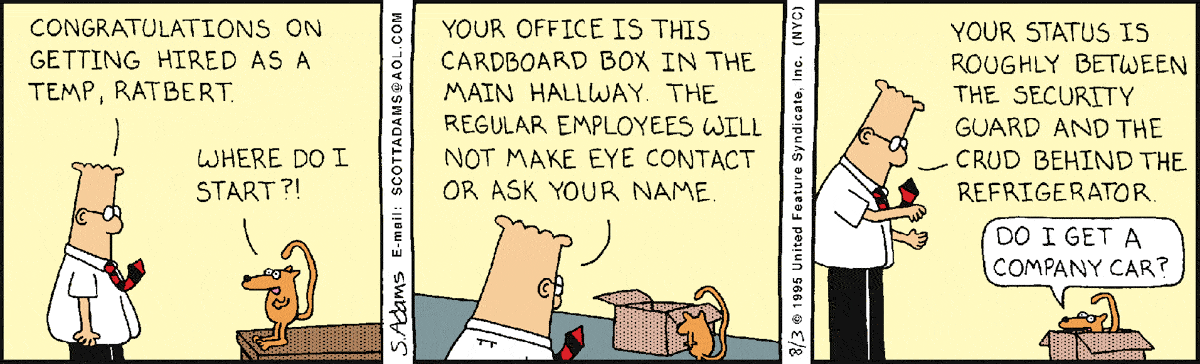 CONGRATULATIONS ON
GETTING HIRED AS A
TEMP, RATBERT.
WHERE DO I
START?!
S. Adams E-mail: SCOTTADAMS@AOL.COM
YOUR OFFICE IS THIS
CARDBOARD BOX IN THE
MAIN HALLWAY. THE
REGULAR EMPLOYEES WILL
NOT MAKE EYE CONTACT
OR ASK YOUR NAME.
8/3 © 1995 United Feature Syndicate, Inc. (NYC)
YOUR STATUS IS
ROUGHLY BETWEEN
THE SECURITY
GUARD AND THE
CRUD BEHIND THE
REFRIGERATOR.
DO I GET A
COMPANY CAR?